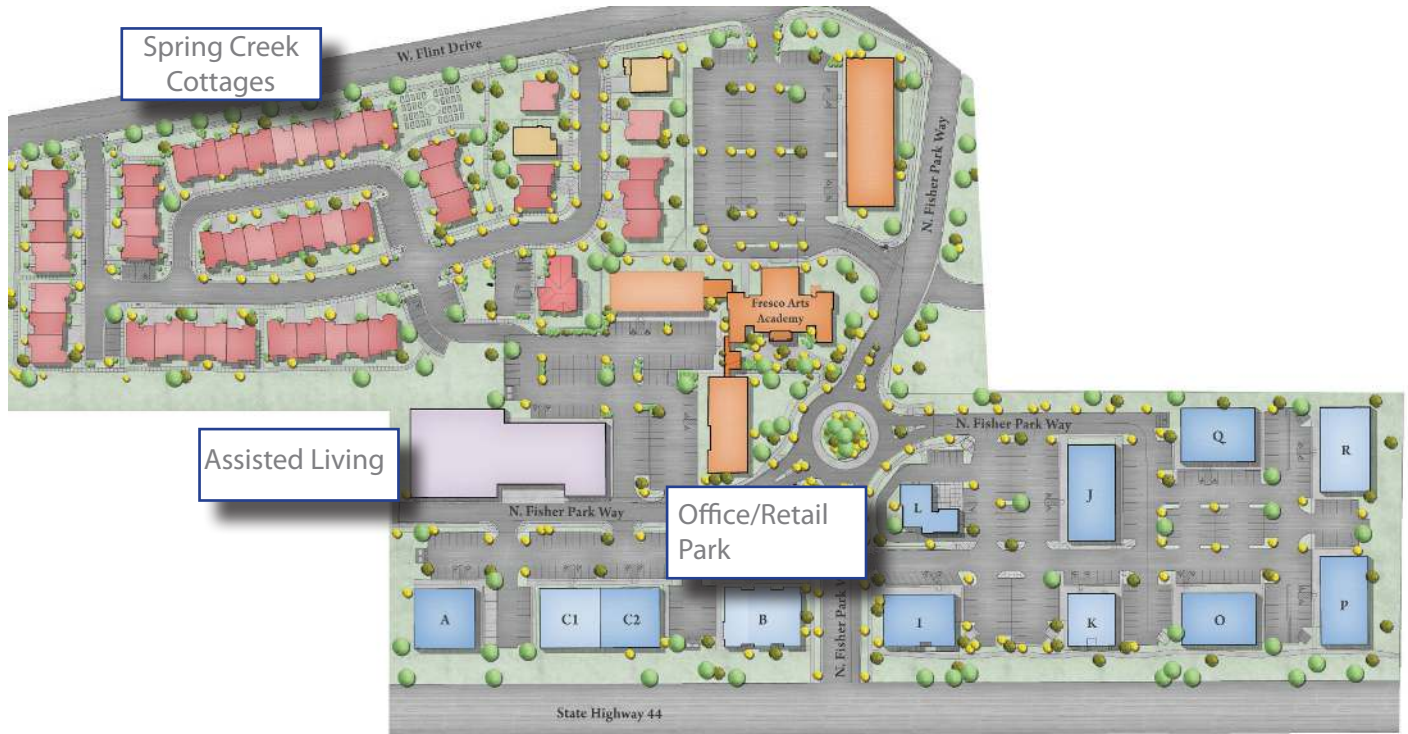 W. Flint Drive
Spring Creek
Cottages
N. Fisher Park Way
Fresco Arts
Academy
N. Fisher Park Way
Q
R
Assisted Living
J
N. Fisher Park Way
Office/Retail
Park
L
A
C1
C2
B
N. Fisher Park
I
K
O
P
State Highway 44